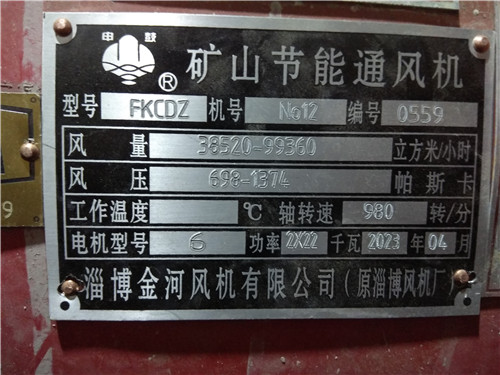 申 鼓
® 矿山节能通风机
型号 FKCDZ 机号 No12 编号 0559
风量 38520-99360 立方米/小时
风压 698-1374 帕斯卡
工作温度 ℃ 轴转速 980 转/分
电机型号 6 功率 2X22 千瓦 2023 年 04 月
淄博金河风机有限公司（原淄博风机厂）
9